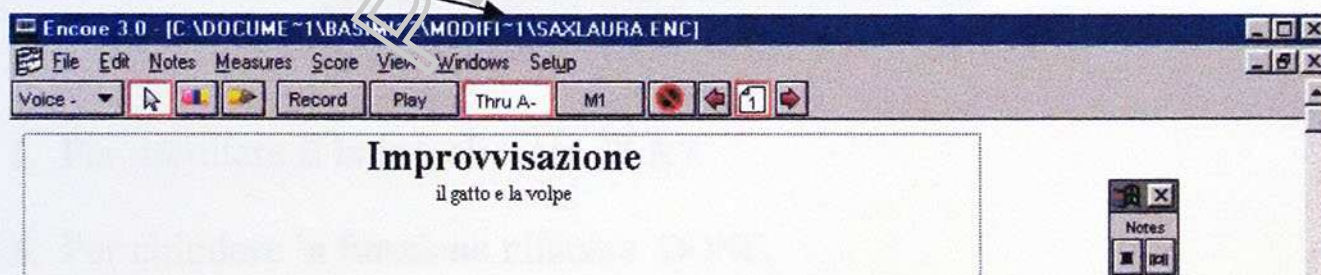 Encore 3.0 - [C:\DOCUME~1\ \MODIFI~1\SAXLAURA.ENC]
File Edit Notes Measures Score View Windows Setup
Voice - Record Play Thru A- M1 1
Improvvisazione
il gatto e la volpe
Notes